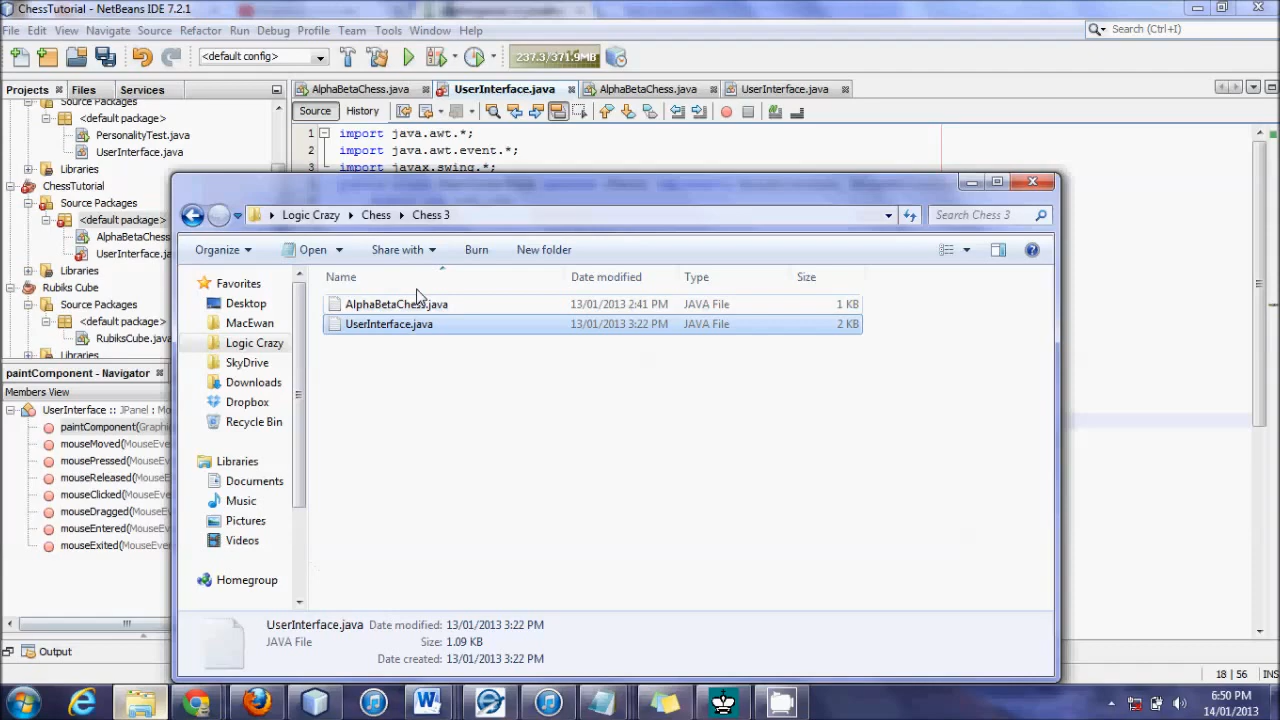 ChessTutorial - NetBeans IDE 7.2.1
File Edit View Navigate Source Refactor Run Debug Profile Team Tools Window Help
Search (Ctrl+I)
<default config>
237.3/371.9MB
Projects Files Services
AlphaBetaChess.java UserInterface.java AlphaBetaChess.java UserInterface.java
Source History
Source Packages
<default package>
PersonalityTest.java
UserInterface.java
Libraries
ChessTutorial
Source Packages
<default package>
AlphaBetaChess
UserInterface.ja
Libraries
Rubiks Cube
Source Packages
<default package>
RubiksCube.java
Libraries
1 import java.awt.*;
2 import java.awt.event.*;
3 import javax.swing.*;
paintComponent - Navigator
Members View
UserInterface :: JPanel : Mo
paintComponent(Graphi
mouseMoved(MouseEve
mousePressed(MouseEv
mouseReleased(MouseE
mouseClicked(MouseEv
mouseDragged(MouseE
mouseEntered(MouseEv
mouseExited(MouseEve
Output
Logic Crazy Chess Chess 3
Search Chess 3
Organize Open Share with Burn New folder
Favorites
Desktop
MacEwan
Logic Crazy
SkyDrive
Downloads
Dropbox
Recycle Bin
Libraries
Documents
Music
Pictures
Videos
Homegroup
Name Date modified Type Size
AlphaBetaChess.java 13/01/2013 2:41 PM JAVA File 1 KB
UserInterface.java 13/01/2013 3:22 PM JAVA File 2 KB
UserInterface.java Date modified: 13/01/2013 3:22 PM
JAVA File Size: 1.09 KB
Date created: 13/01/2013 3:22 PM
18 | 56 INS
6:50 PM
14/01/2013